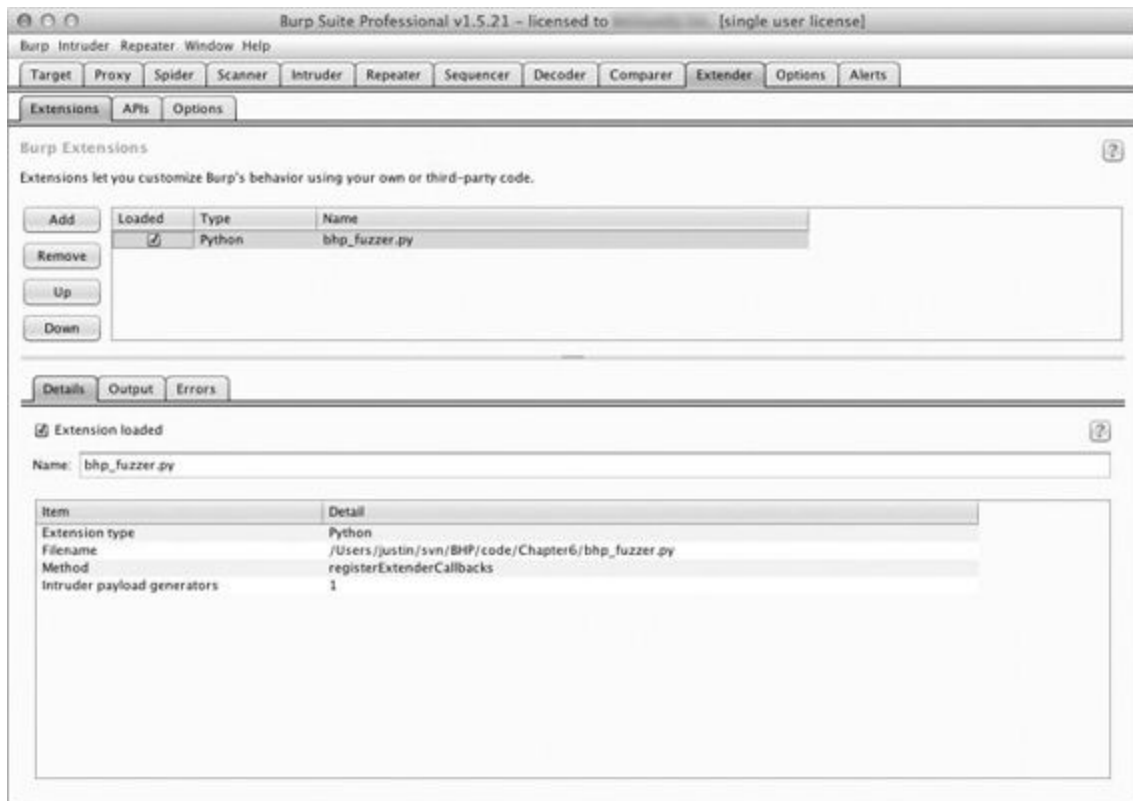 Burp Suite Professional v1.5.21 – licensed to [single user license]
Burp Intruder Repeater Window Help
Target Proxy Spider Scanner Intruder Repeater Sequencer Decoder Comparer Extender Options Alerts
Extensions APIs Options
Burp Extensions
?
Extensions let you customize Burp's behavior using your own or third-party code.
Add
Remove
Up
Down
Loaded Type Name
Python bhp_fuzzer.py
Details Output Errors
Extension loaded
?
Name: bhp_fuzzer.py
Item Detail
Extension type Python
Filename /Users/justin/svn/BHP/code/Chapter6/bhp_fuzzer.py
Method registerExtenderCallbacks
Intruder payload generators 1